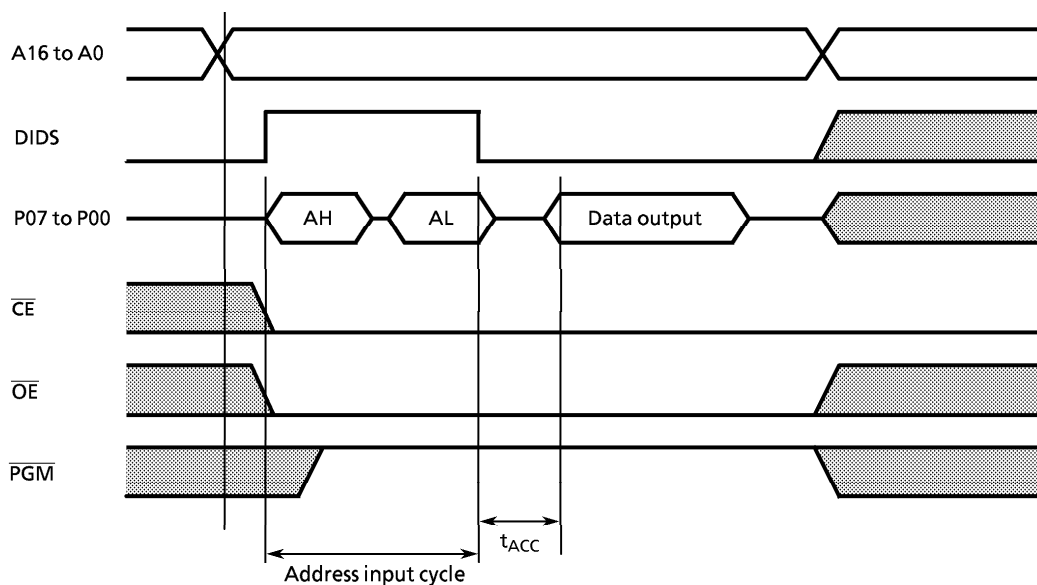 A16 to A0
DIDS
P07 to P00
AH
AL
Data output
CE
OE
PGM
tACC
Address input cycle